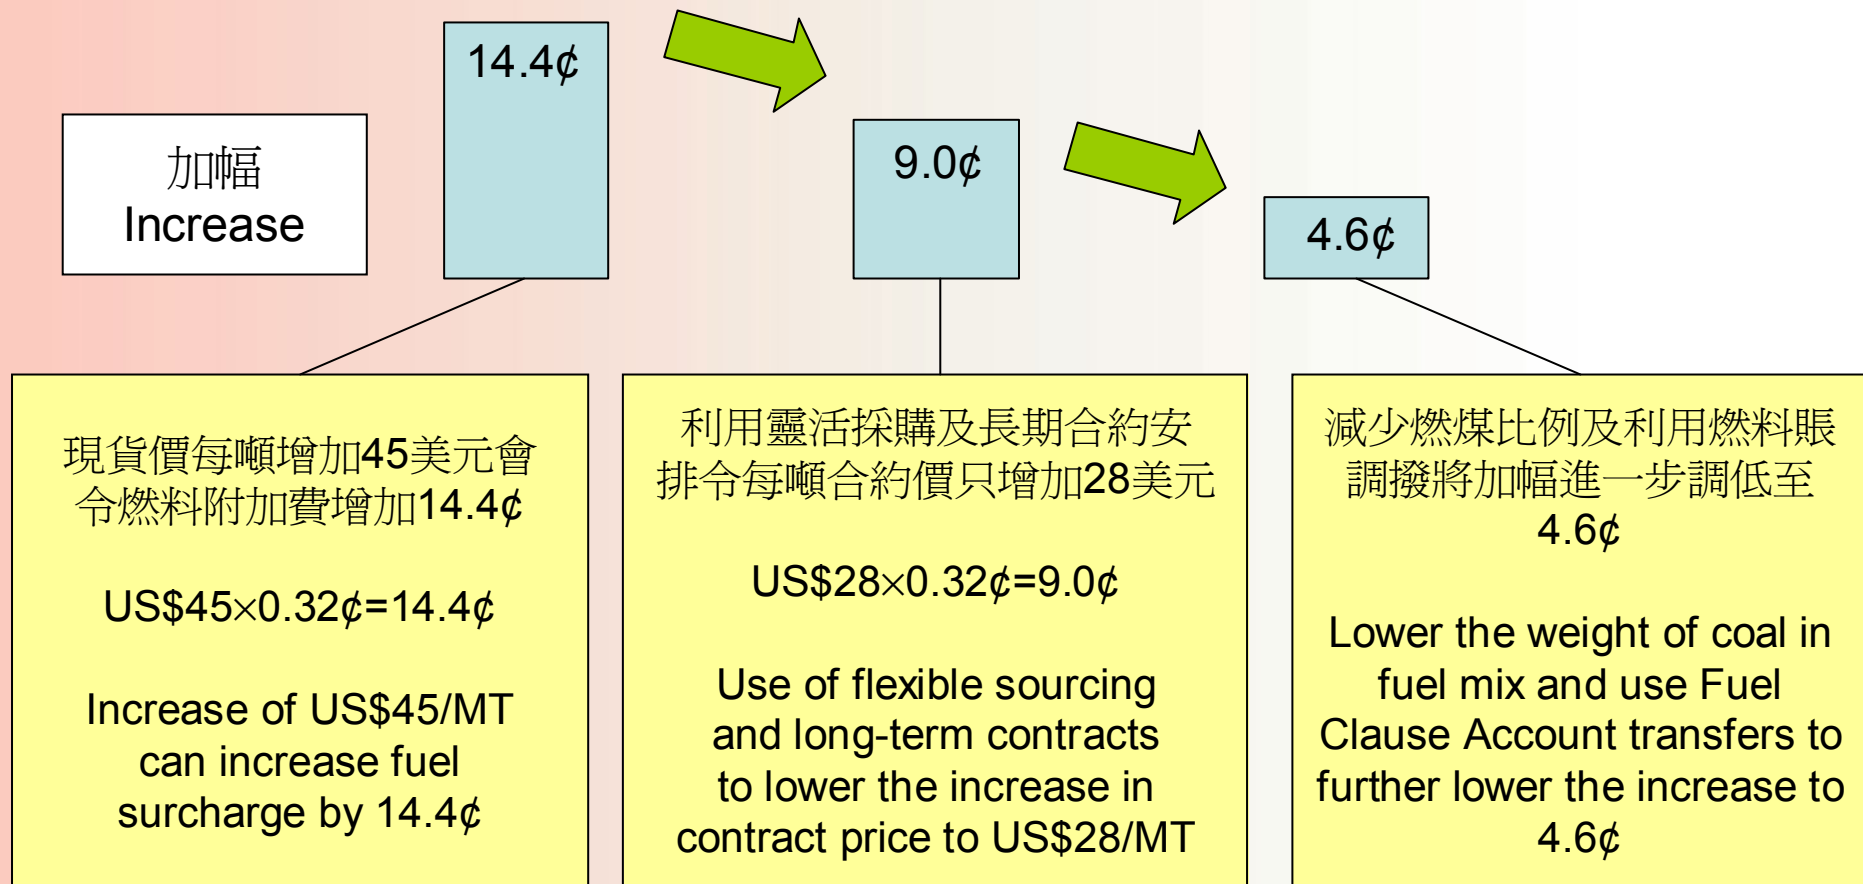 14.4¢
加幅
Increase
9.0¢
4.6¢
現貨價每噸增加45美元會
令燃料附加費增加14.4¢
US$45×0.32¢=14.4¢
Increase of US$45/MT
can increase fuel
surcharge by 14.4¢
利用靈活採購及長期合約安
排令每噸合約價只增加28美元
US$28×0.32¢=9.0¢
Use of flexible sourcing
and long-term contracts
to lower the increase in
contract price to US$28/MT
減少燃煤比例及利用燃料賬
調撥將加幅進一步調低至
4.6¢
Lower the weight of coal in
fuel mix and use Fuel
Clause Account transfers to
further lower the increase to
4.6¢